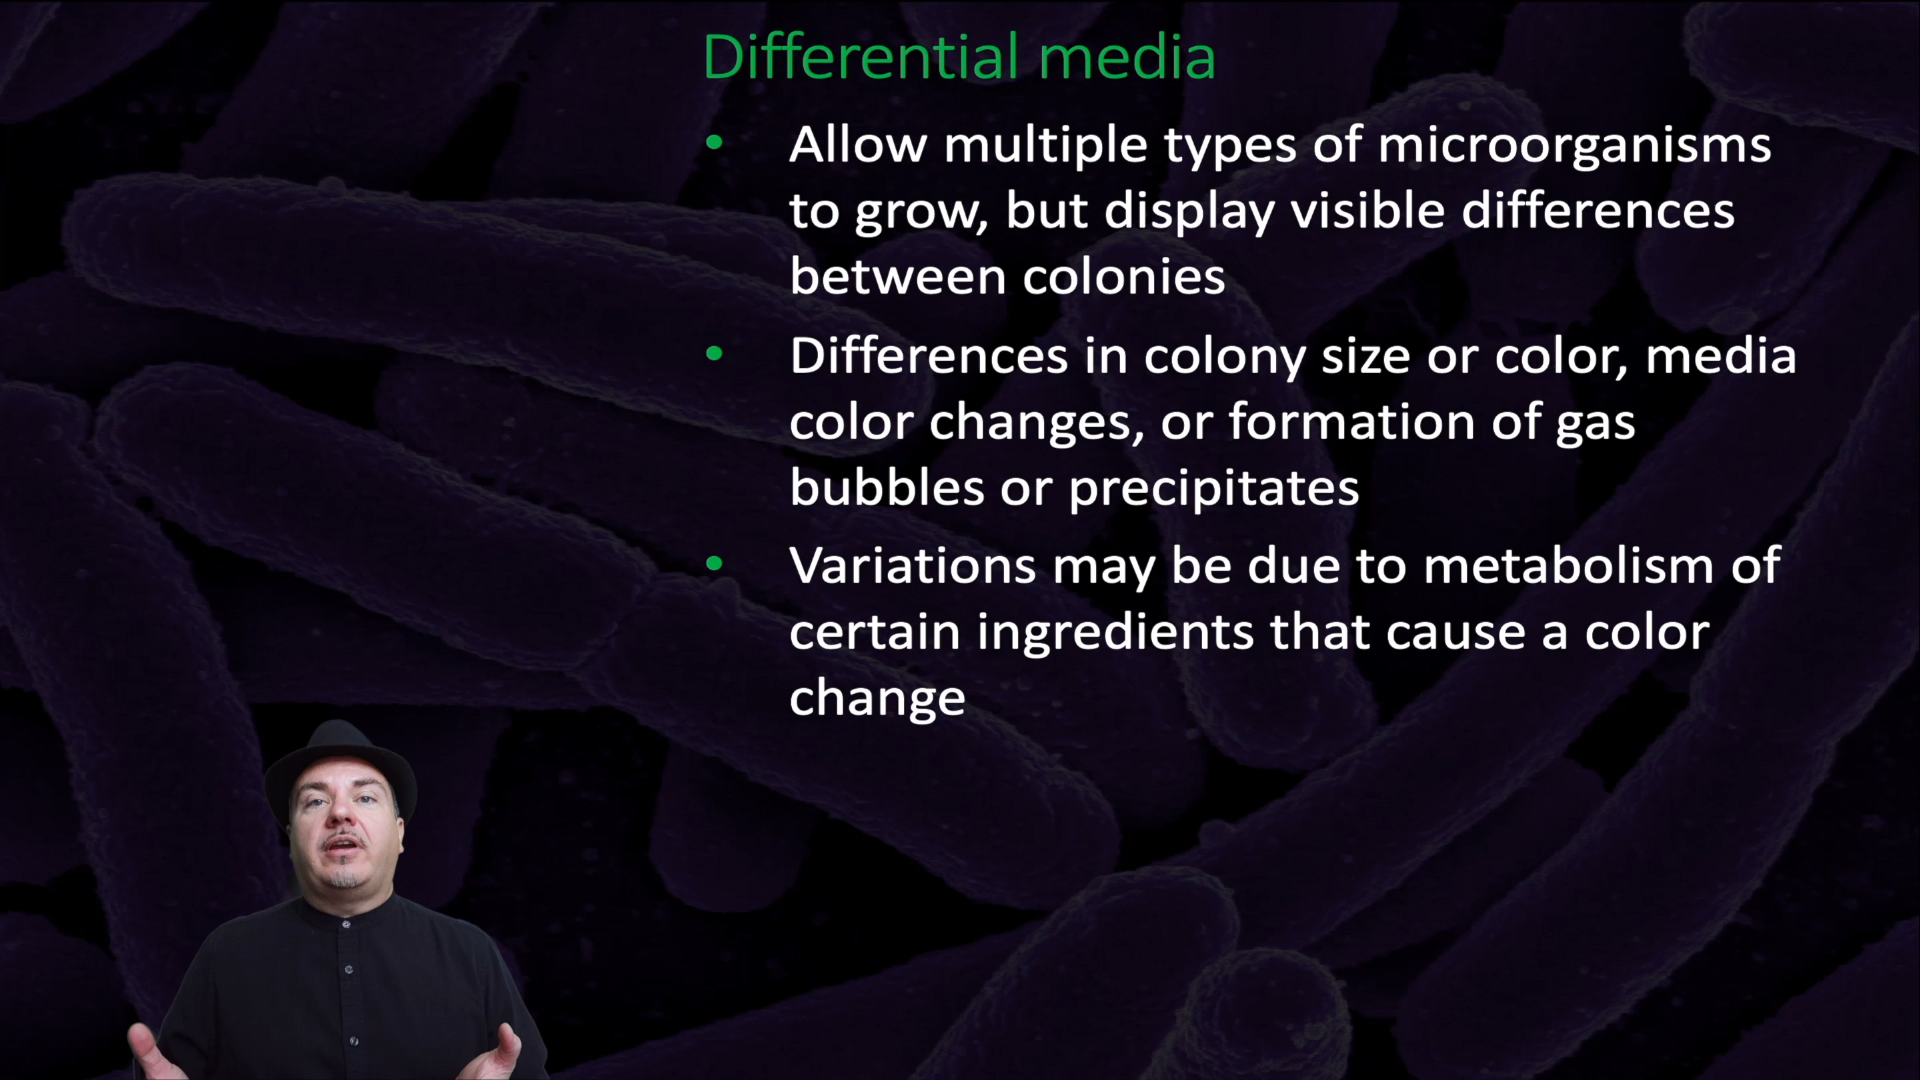 Differential media
• Allow multiple types of microorganisms
to grow, but display visible differences
between colonies
• Differences in colony size or color, media
color changes, or formation of gas
bubbles or precipitates
• Variations may be due to metabolism of
certain ingredients that cause a color
change